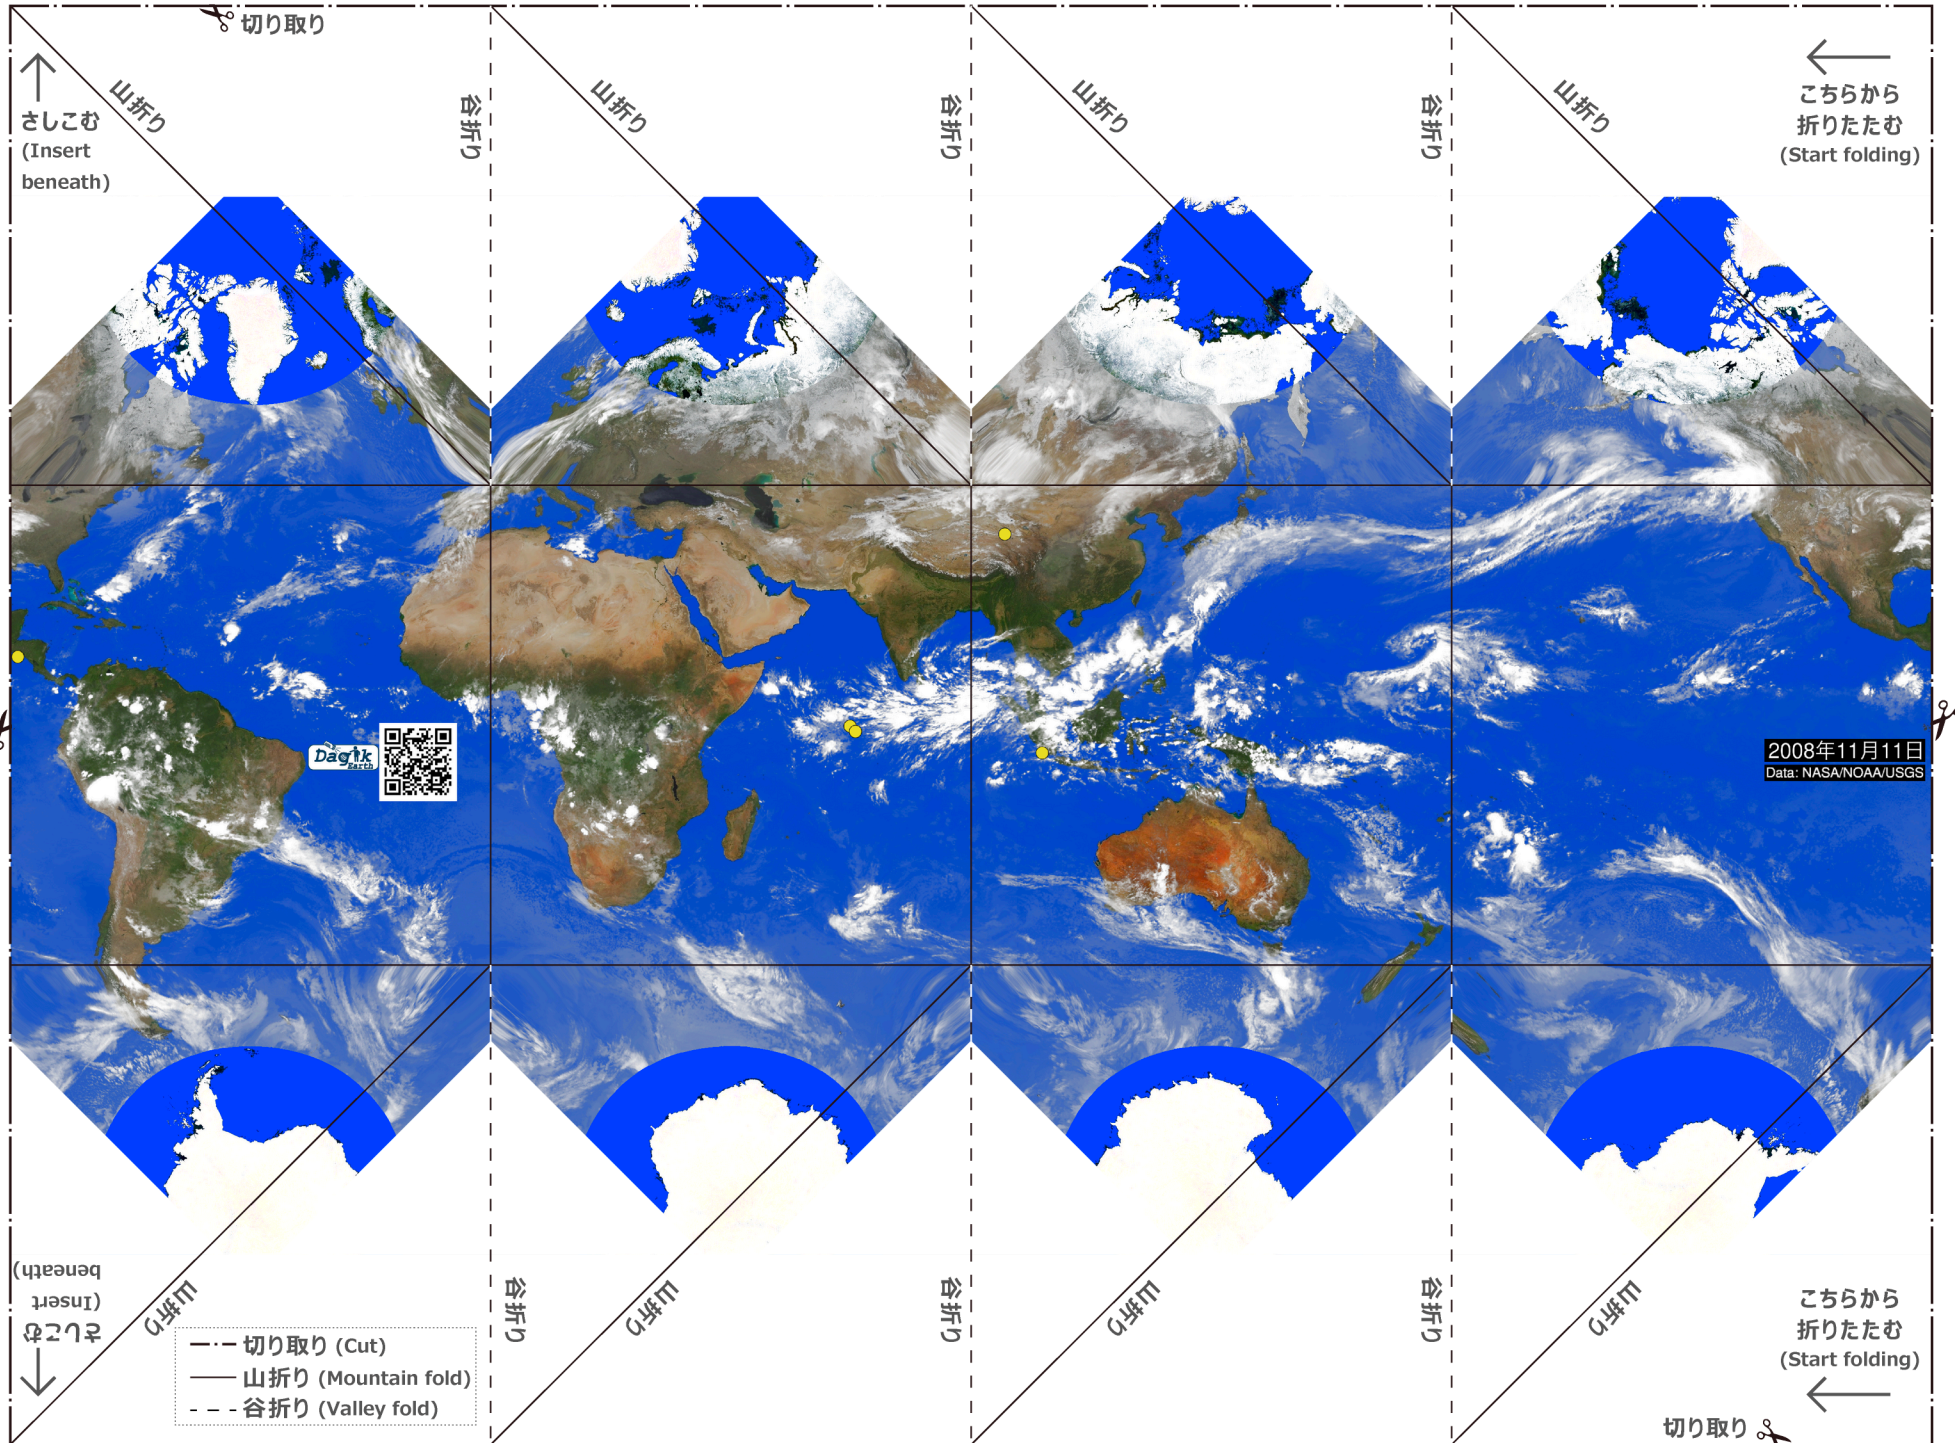 切り取り
さしこむ
(Insert
beneath)
山折り
谷折り
山折り
谷折り
山折り
谷折り
山折り
こちらから
折りたたむ
(Start folding)
Dagik
Earth
2008年11月11日
Data: NASA/NOAA/USGS
さしこむ
(Insert
beneath)
山折り
谷折り
山折り
谷折り
山折り
谷折り
山折り
こちらから
折りたたむ
(Start folding)
切り取り (Cut)
山折り (Mountain fold)
谷折り (Valley fold)
切り取り